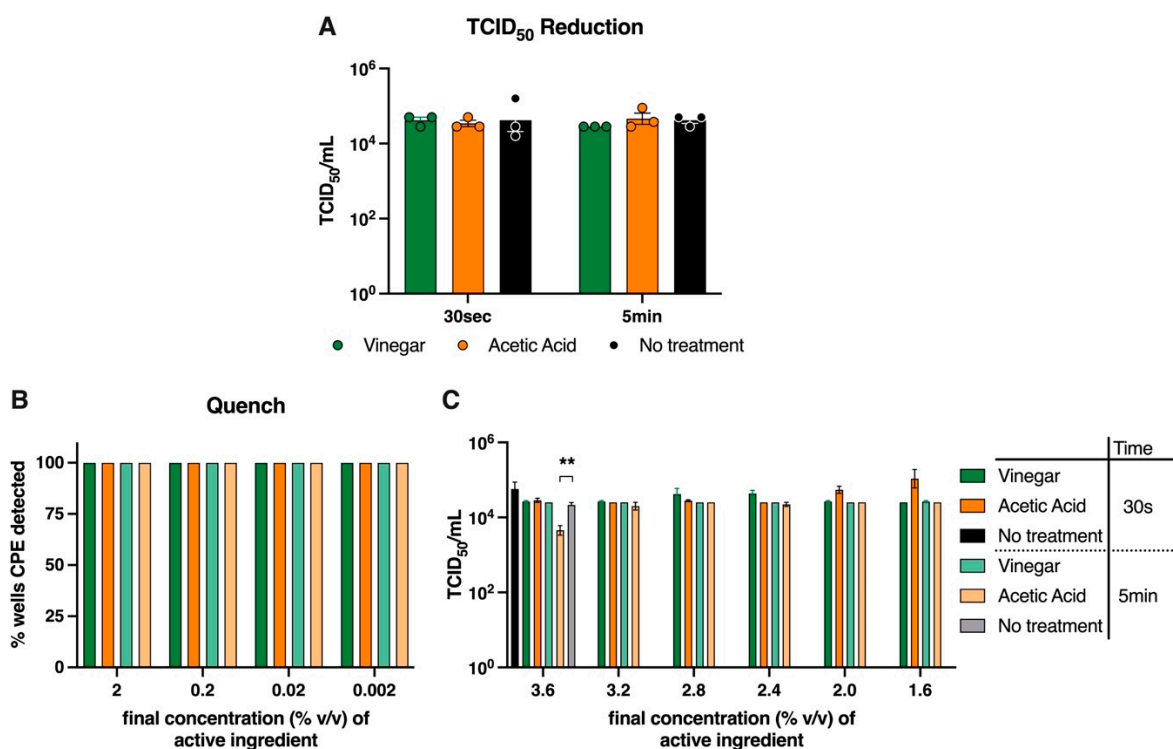 A
TCID50 Reduction
TCID50/mL
10^6
10^4
10^2
10^0
30sec
5min
Vinegar
Acetic Acid
No treatment
B
Quench
% wells CPE detected
100
75
50
25
0
2
0.2
0.02
0.002
final concentration (% v/v) of
active ingredient
C
TCID50/mL
10^6
10^4
10^2
10^0
**
3.6
3.2
2.8
2.4
2.0
1.6
final concentration (% v/v) of
active ingredient
Time
Vinegar
Acetic Acid
No treatment
30s
Vinegar
Acetic Acid
No treatment
5min